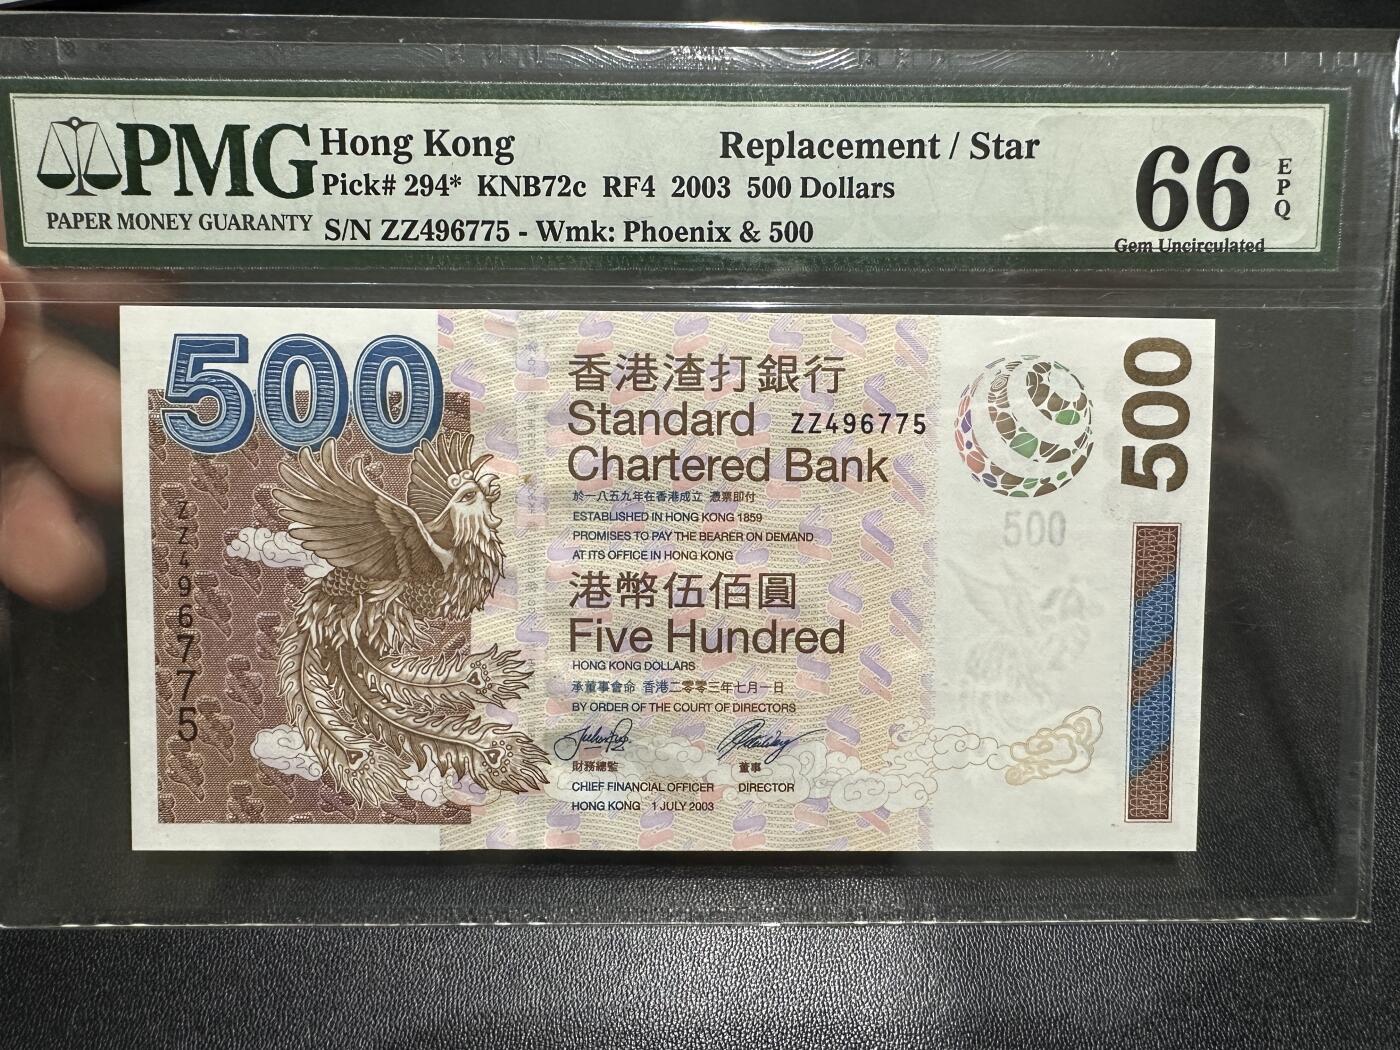 PMG
PAPER MONEY GUARANTY
Hong Kong
Replacement / Star
Pick# 294* KNB72c RF4 2003 500 Dollars
S/N ZZ496775 - Wmk: Phoenix & 500
66
EPQ
Gem Uncirculated
500
香港渣打銀行
Standard
Chartered Bank
ZZ496775
於一八五九年在香港成立 憑票即付
ESTABLISHED IN HONG KONG 1859
PROMISES TO PAY THE BEARER ON DEMAND
AT ITS OFFICE IN HONG KONG
港幣伍佰圓
Five Hundred
HONG KONG DOLLARS
承董事會命 香港二零零三年七月一日
BY ORDER OF THE COURT OF DIRECTORS
財務總監 董事
CHIEF FINANCIAL OFFICER DIRECTOR
HONG KONG 1 JULY 2003
ZZ496775
500
500